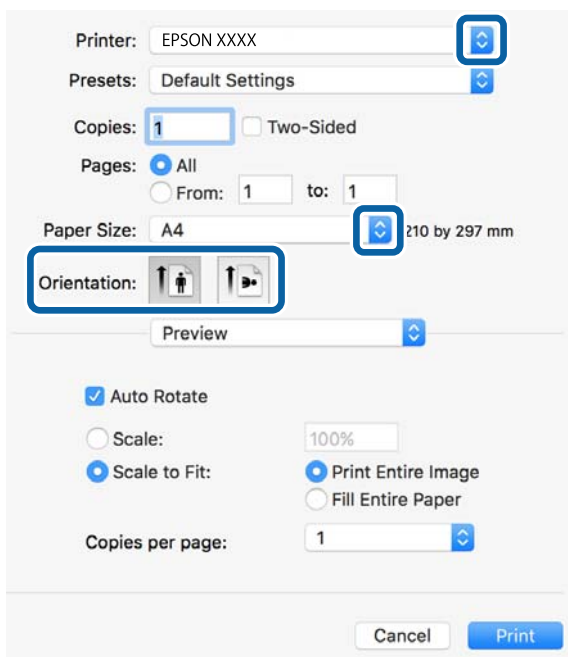 Printer: EPSON XXXX
Presets: Default Settings
Copies: 1 Two-Sided
Pages: All
From: 1 to: 1
Paper Size: A4 210 by 297 mm
Orientation:
Preview
Auto Rotate
Scale: 100%
Scale to Fit: Print Entire Image
Fill Entire Paper
Copies per page: 1
Cancel Print